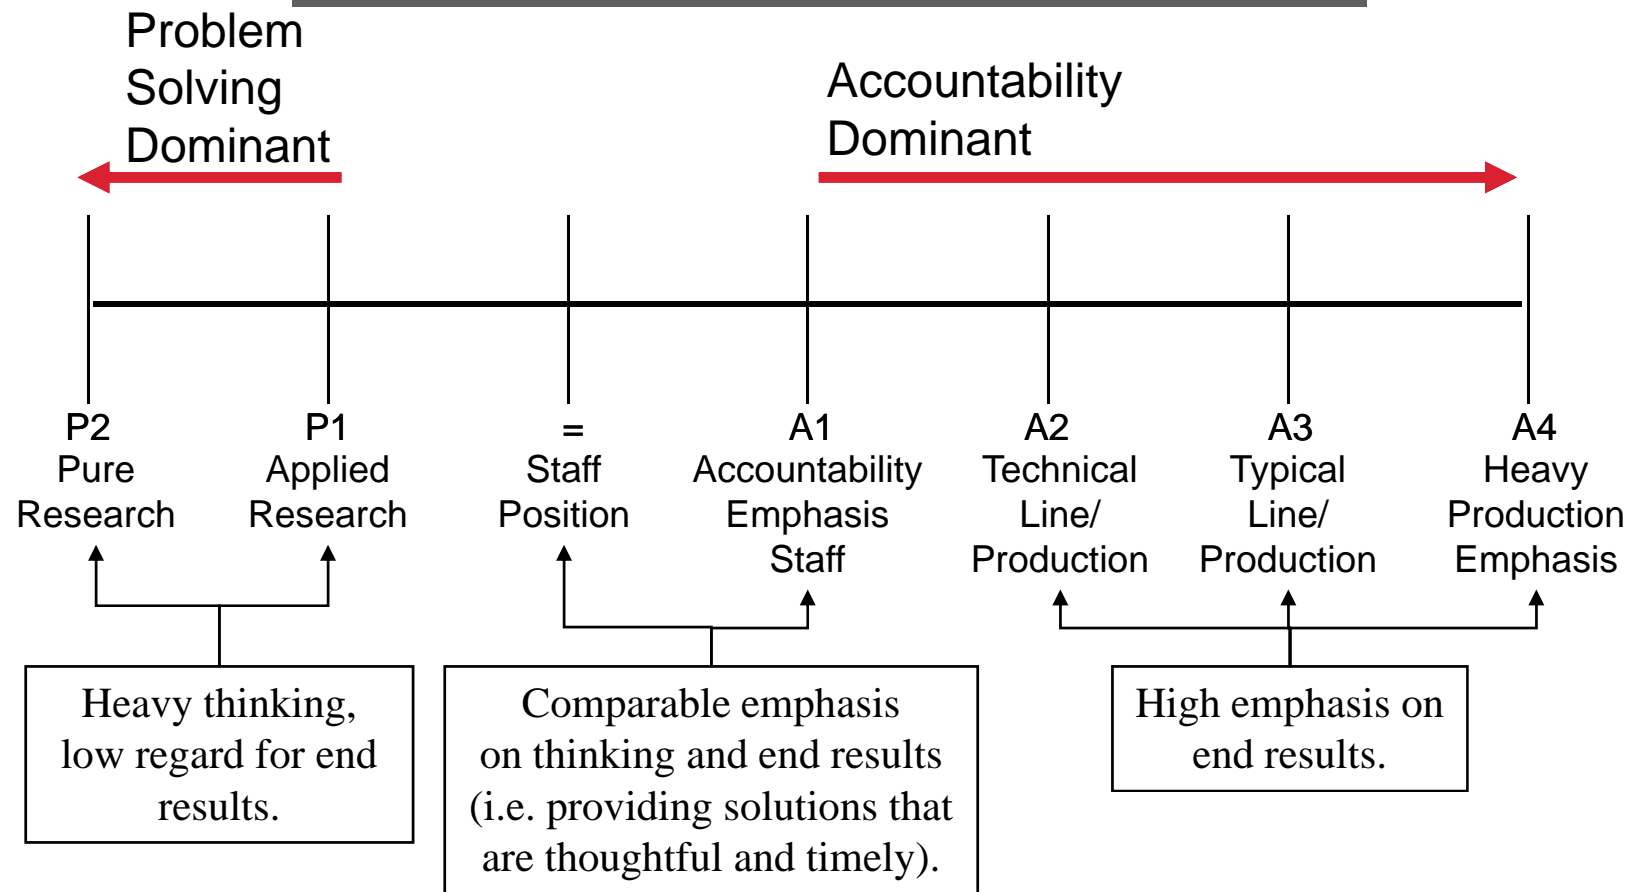 Problem
Solving
Dominant
Accountability
Dominant
P2
Pure
Research
P1
Applied
Research
=
Staff
Position
A1
Accountability
Emphasis
Staff
A2
Technical
Line/
Production
A3
Typical
Line/
Production
A4
Heavy
Production
Emphasis
Heavy thinking,
low regard for end
results.
Comparable emphasis
on thinking and end results
(i.e. providing solutions that
are thoughtful and timely).
High emphasis on
end results.